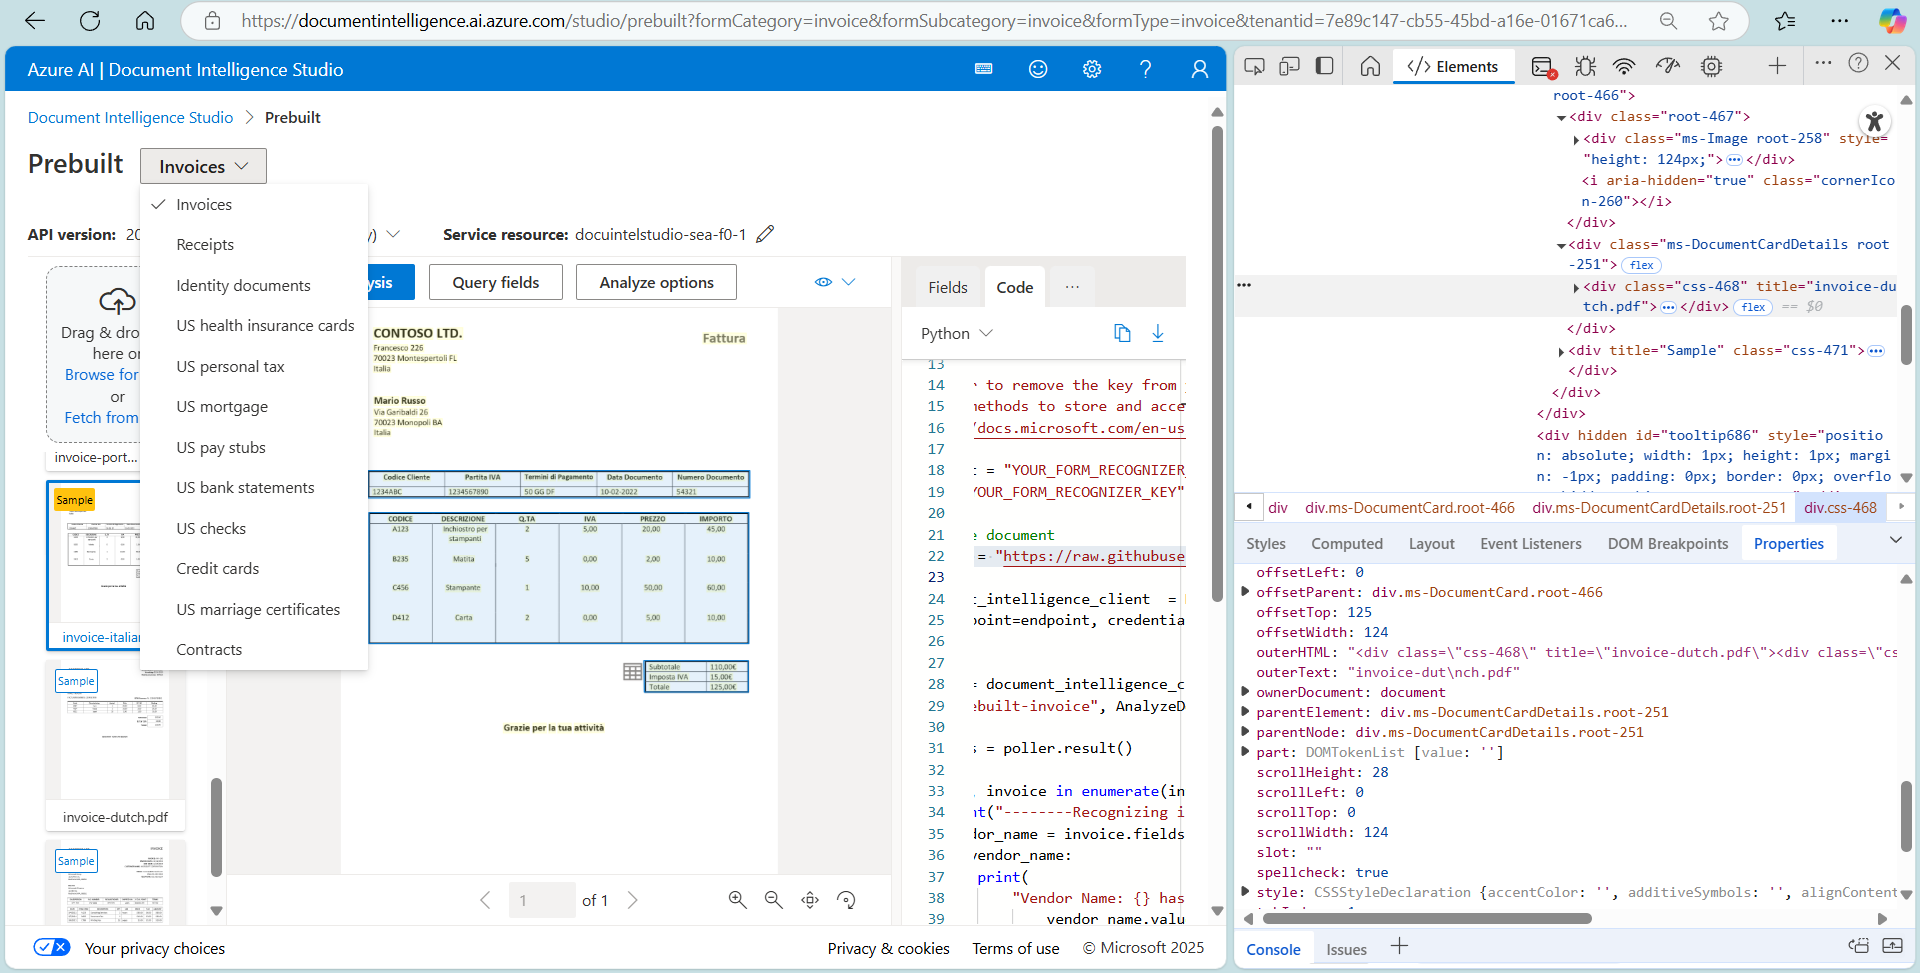 https://documentintelligence.ai.azure.com/studio/prebuilt?formCategory=invoice&formSubcategory=invoice&formType=invoice&tenantid=7e89c147-cb55-45bd-a16e-01671ca6...
Azure AI | Document Intelligence Studio
Document Intelligence Studio > Prebuilt
Prebuilt
Invoices
Invoices
Receipts
Identity documents
US health insurance cards
US personal tax
US mortgage
US pay stubs
US bank statements
US checks
Credit cards
US marriage certificates
Contracts
API version: 20
y)
Service resource: docuintelstudio-sea-f0-1
Drag & dro
here or
Browse for
or
Fetch from
invoice-port...
Sample
invoice-italian
Sample
invoice-dutch.pdf
Sample
ysis
Query fields
Analyze options
CONTOSO LTD.
Fattura
Francesco 226
70023 Montespertoli FL
Italia
Mario Russo
Via Garibaldi 26
70023 Monopoli BA
Italia
Codice Cliente Partita IVA Termini di Pagamento Data Documento Numero Documento
1234ABC 1234567890 50 GG DF 10-02-2022 54321
CODICE DESCRIZIONE Q.TA IVA PREZZO IMPORTO
A123 Inchiostro per stampanti 2 5,00 20,00 45,00
B235 Matita 5 0,00 2,00 10,00
C456 Stampante 1 10,00 50,00 60,00
D412 Carta 2 0,00 5,00 10,00
Subtotale 110,00€
Imposta IVA 15,00€
Totale 125,00€
Grazie per la tua attività
1 of 1
Fields
Code
...
Python
13
14 r to remove the key from
15 methods to store and acce
16 /docs.microsoft.com/en-us
17
18 t = "YOUR_FORM_RECOGNIZER_
19 YOUR_FORM_RECOGNIZER_KEY"
20
21 e document
22 = "https://raw.githubuse
23
24 t_intelligence_client =
25 point=endpoint, credentia
26
27
28 = document_intelligence_c
29 ebuilt-invoice", AnalyzeD
30
31 s = poller.result()
32
33 , invoice in enumerate(in
34 nt("--------Recognizing i
35 dor_name = invoice.fields
36 vendor_name:
37 print(
38 "Vendor Name: {} has
39 vendor_name.valu
Your privacy choices
Privacy & cookies
Terms of use
© Microsoft 2025
</> Elements
root-466">
<div class="root-467">
<div class="ms-Image root-258" style=
"height: 124px;">...</div>
<i aria-hidden="true" class="cornerIco
n-260"></i>
</div>
<div class="ms-DocumentCardDetails root
-251"> flex
... <div class="css-468" title="invoice-du
tch.pdf">...</div> flex == $0
</div>
<div title="Sample" class="css-471">...
</div>
</div>
</div>
<div hidden id="tooltip686" style="positio
n: absolute; width: 1px; height: 1px; margi
n: -1px; padding: 0px; border: 0px; overflo
div div.ms-DocumentCard.root-466 div.ms-DocumentCardDetails.root-251 div.css-468
Styles Computed Layout Event Listeners DOM Breakpoints Properties
offsetLeft: 0
offsetParent: div.ms-DocumentCard.root-466
offsetTop: 125
offsetWidth: 124
outerHTML: "<div class=\"css-468\" title=\"invoice-dutch.pdf\"><div class=\"cs
outerText: "invoice-dut\nch.pdf"
ownerDocument: document
parentElement: div.ms-DocumentCardDetails.root-251
parentNode: div.ms-DocumentCardDetails.root-251
part: DOMTokenList [value: '']
scrollHeight: 28
scrollLeft: 0
scrollTop: 0
scrollWidth: 124
slot: ""
spellcheck: true
style: CSSStyleDeclaration {accentColor: '', additiveSymbols: '', alignContent
Console
Issues